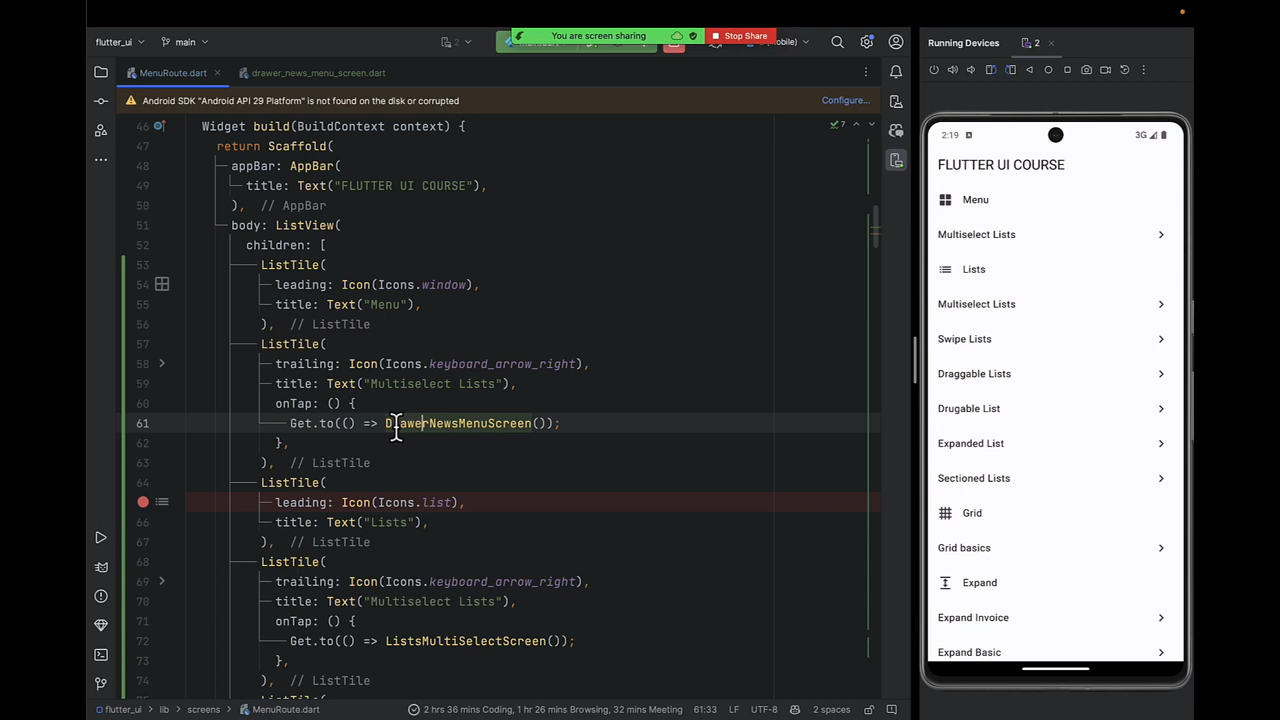 flutter_ui
main
2
You are screen sharing
Stop Share
Running Devices
2
MenuRoute.dart
drawer_news_menu_screen.dart
Android SDK "Android API 29 Platform" is not found on the disk or corrupted
Configure...
46 Widget build(BuildContext context) {
7
47 return Scaffold(
48 appBar: AppBar(
49 title: Text("FLUTTER UI COURSE"),
50 ), // AppBar
51 body: ListView(
52 children: [
53 ListTile(
54 leading: Icon(Icons.window),
55 title: Text("Menu"),
56 ), // ListTile
57 ListTile(
58 trailing: Icon(Icons.keyboard_arrow_right),
59 title: Text("Multiselect Lists"),
60 onTap: () {
61 Get.to(() => DrawerNewsMenuScreen());
62 },
63 ), // ListTile
64 ListTile(
leading: Icon(Icons.list),
66 title: Text("Lists"),
67 ), // ListTile
68 ListTile(
69 trailing: Icon(Icons.keyboard_arrow_right),
70 title: Text("Multiselect Lists"),
71 onTap: () {
72 Get.to(() => ListsMultiSelectScreen());
73 },
74 ), // ListTile
2:19
3G
FLUTTER UI COURSE
Menu
Multiselect Lists
Lists
Multiselect Lists
Swipe Lists
Draggable Lists
Drugable List
Expanded List
Sectioned Lists
Grid
Grid basics
Expand
Expand Invoice
Expand Basic
flutter_ui
lib
screens
MenuRoute.dart
2 hrs 36 mins Coding, 1 hr 26 mins Browsing, 32 mins Meeting
61:33
LF
UTF-8
2 spaces